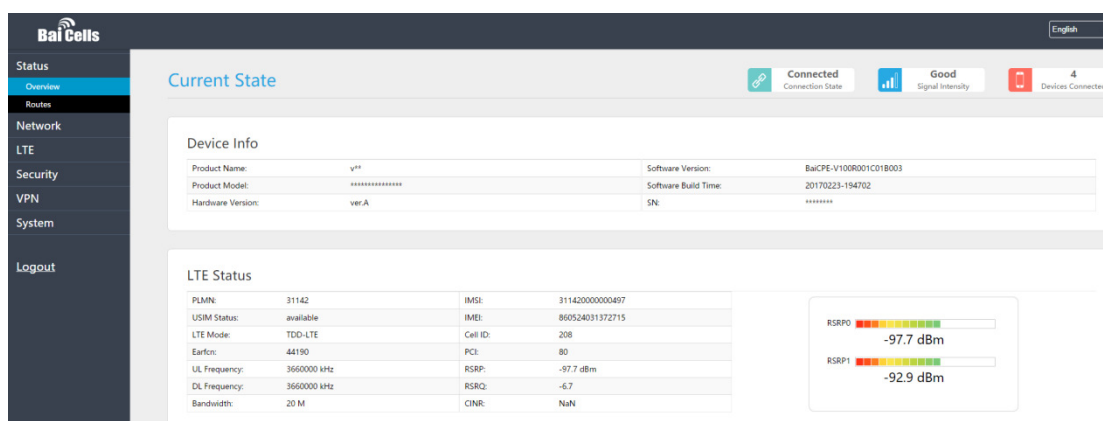 BaiCells
English
Status
Overview
Routes
Network
LTE
Security
VPN
System
Logout
Current State
Connected
Connection State
Good
Signal Intensity
4
Devices Connected
Device Info
Product Name: v** Software Version: BaiCPE-V100R001C01B003
Product Model: *************** Software Build Time: 20170223-194702
Hardware Version: ver.A SN: ********
LTE Status
PLMN: 31142 IMSI: 311420000000497
USIM Status: available IMEI: 860524031372715
LTE Mode: TDD-LTE Cell ID: 208
Earfcn: 44190 PCI: 80
UL Frequency: 3660000 kHz RSRP: -97.7 dBm
DL Frequency: 3660000 kHz RSRQ: -6.7
Bandwidth: 20 M CINR: NaN
RSRP0
-97.7 dBm
RSRP1
-92.9 dBm